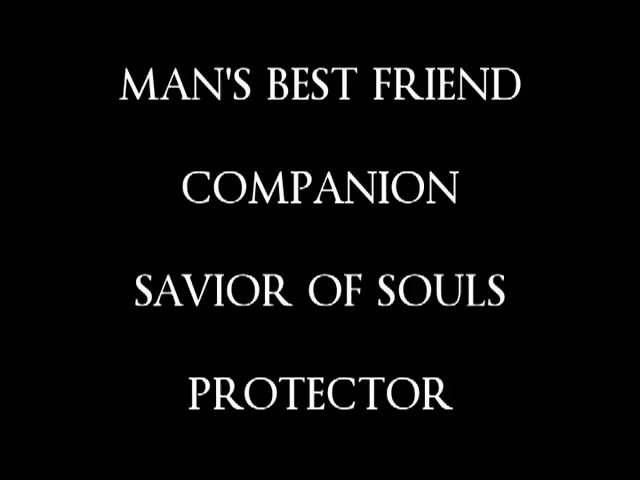 MAN'S BEST FRIEND
COMPANION
SAVIOR OF SOULS
PROTECTOR